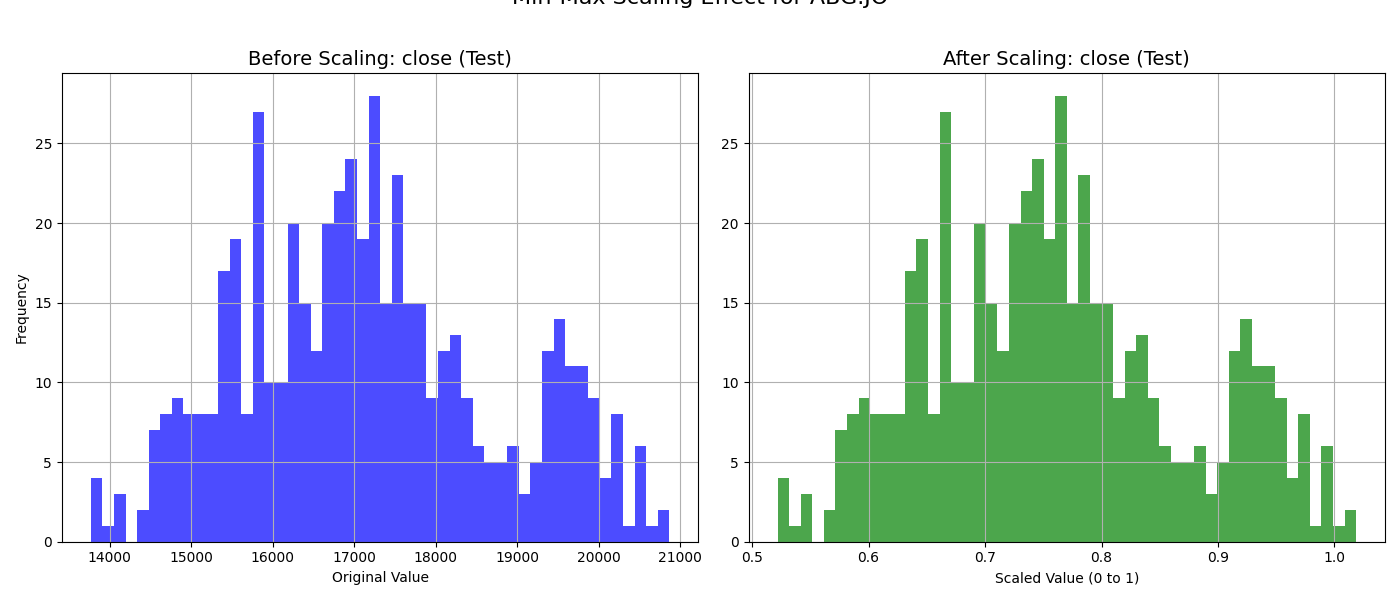 Min-Max Scaling Effect for ABG.JO
Before Scaling: close (Test)
After Scaling: close (Test)
Frequency
25
20
15
10
5
0
14000 15000 16000 17000 18000 19000 20000 21000
Original Value
25
20
15
10
5
0
0.5 0.6 0.7 0.8 0.9 1.0
Scaled Value (0 to 1)